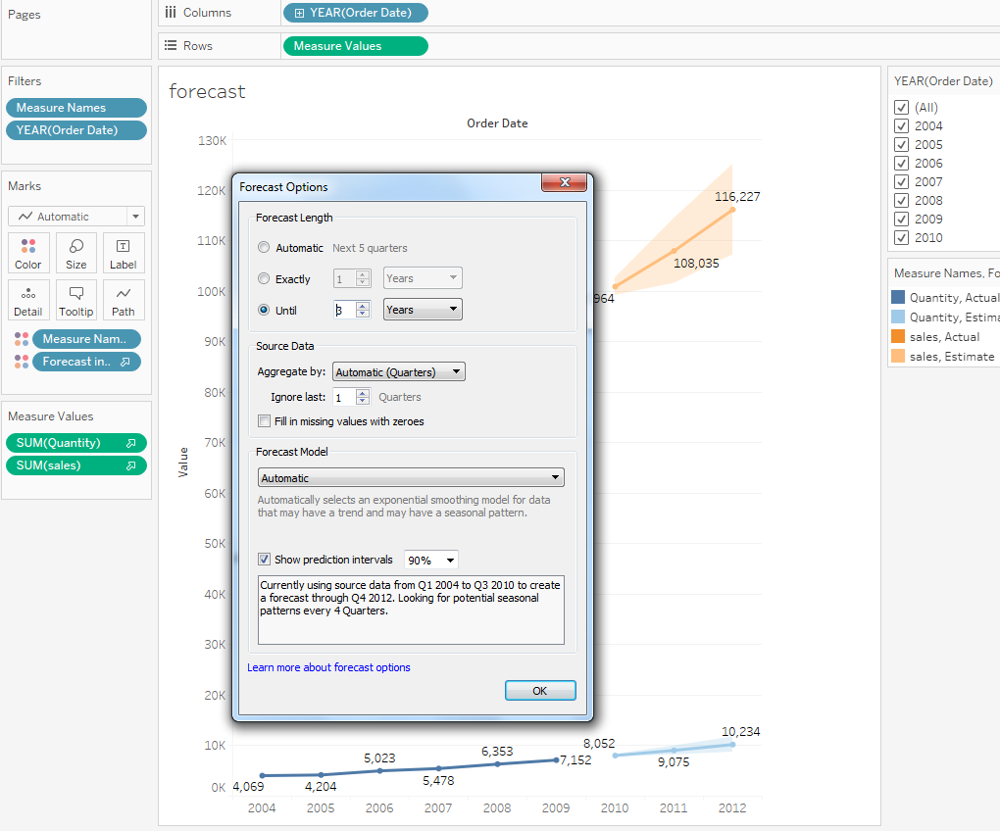 Pages
Columns
YEAR(Order Date)
Rows
Measure Values
Filters
Measure Names
YEAR(Order Date)
Marks
Automatic
Color
Size
Label
Detail
Tooltip
Path
Measure Nam..
Forecast in..
Measure Values
SUM(Quantity)
SUM(sales)
forecast
Order Date
Value
130K
120K
110K
100K
90K
80K
70K
60K
50K
40K
30K
20K
10K
0K
116,227
108,035
964
4,069
4,204
5,023
5,478
6,353
7,152
8,052
9,075
10,234
2004 2005 2006 2007 2008 2009 2010 2011 2012
Forecast Options
Forecast Length
Automatic Next 5 quarters
Exactly 1 Years
Until 3 Years
Source Data
Aggregate by: Automatic (Quarters)
Ignore last: 1 Quarters
Fill in missing values with zeroes
Forecast Model
Automatic
Automatically selects an exponential smoothing model for data
that may have a trend and may have a seasonal pattern.
Show prediction intervals 90%
Currently using source data from Q1 2004 to Q3 2010 to create
a forecast through Q4 2012. Looking for potential seasonal
patterns every 4 Quarters.
Learn more about forecast options
OK
YEAR(Order Date)
(All)
2004
2005
2006
2007
2008
2009
2010
Measure Names, Fo
Quantity, Actual
Quantity, Estima
sales, Actual
sales, Estimate